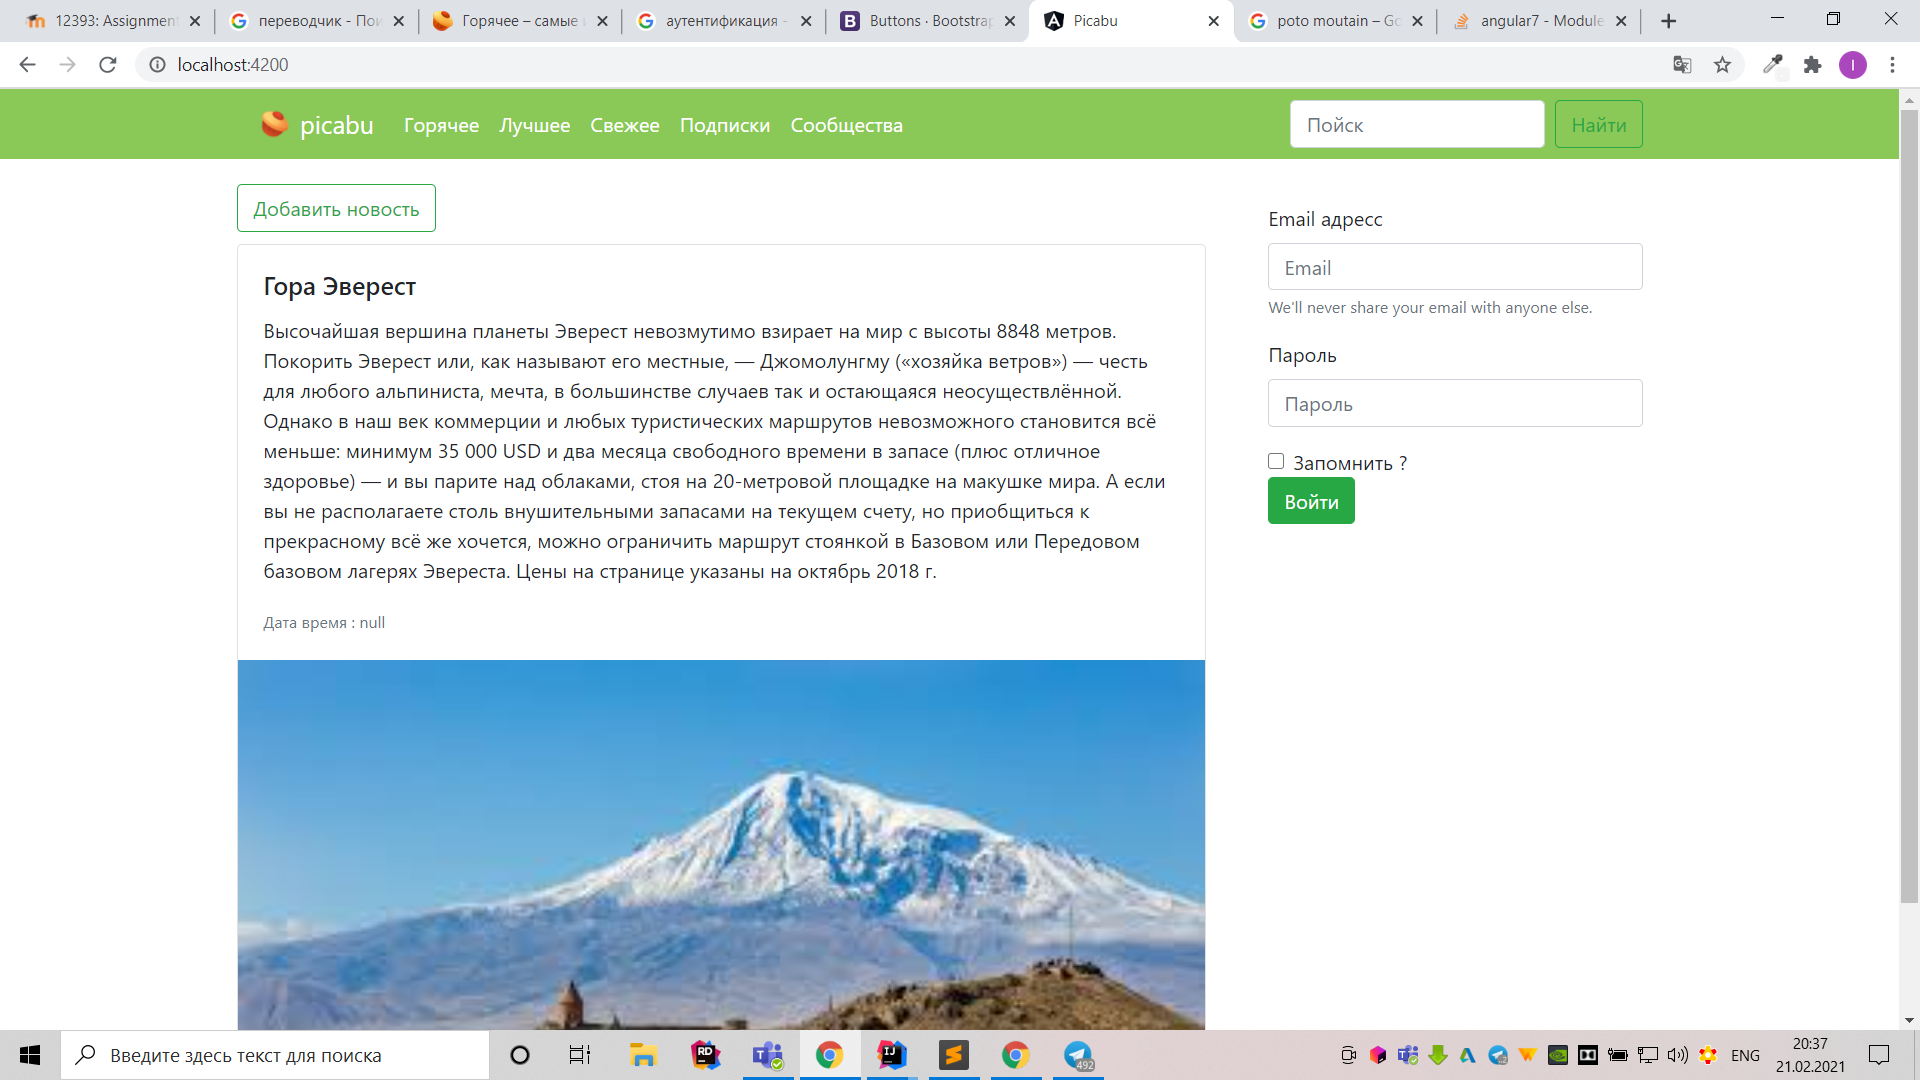 12393: Assignment
переводчик - Пои
Горячее – самые и
аутентификация -
Buttons · Bootstrap
Picabu
poto moutain – Go
angular7 - Module
localhost:4200
I
picabu
Горячее
Лучшее
Свежее
Подписки
Сообщества
Поиск
Найти
Добавить новость
Гора Эверест
Высочайшая вершина планеты Эверест невозмутимо взирает на мир с высоты 8848 метров.
Покорить Эверест или, как называют его местные, — Джомолунгму («хозяйка ветров») — честь
для любого альпиниста, мечта, в большинстве случаев так и остающаяся неосуществлённой.
Однако в наш век коммерции и любых туристических маршрутов невозможного становится всё
меньше: минимум 35 000 USD и два месяца свободного времени в запасе (плюс отличное
здоровье) — и вы парите над облаками, стоя на 20-метровой площадке на макушке мира. А если
вы не располагаете столь внушительными запасами на текущем счету, но приобщиться к
прекрасному всё же хочется, можно ограничить маршрут стоянкой в Базовом или Передовом
базовом лагерях Эвереста. Цены на странице указаны на октябрь 2018 г.
Дата время : null
Email адресс
Email
We'll never share your email with anyone else.
Пароль
Пароль
Запомнить ?
Войти
Введите здесь текст для поиска
RD
IJ
492
ENG
20:37
21.02.2021